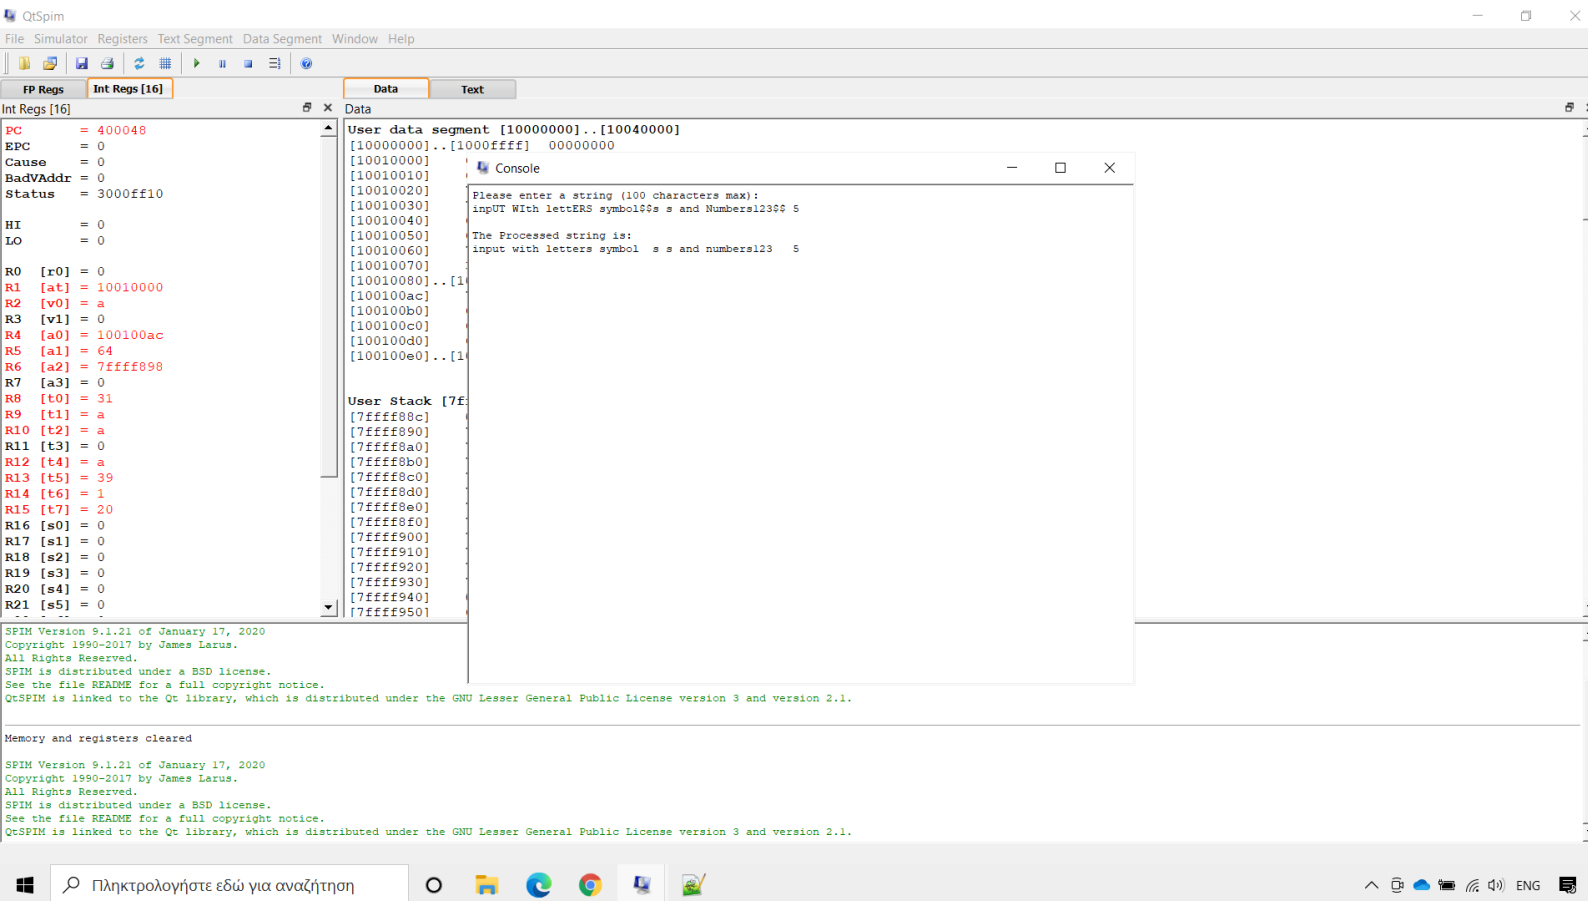 QtSpim
File Simulator Registers Text Segment Data Segment Window Help
FP Regs Int Regs [16] Data Text
Int Regs [16]
PC = 400048
EPC = 0
Cause = 0
BadVAddr = 0
Status = 3000ff10
HI = 0
LO = 0
R0 [r0] = 0
R1 [at] = 10010000
R2 [v0] = a
R3 [v1] = 0
R4 [a0] = 100100ac
R5 [a1] = 64
R6 [a2] = 7ffff898
R7 [a3] = 0
R8 [t0] = 31
R9 [t1] = a
R10 [t2] = a
R11 [t3] = 0
R12 [t4] = a
R13 [t5] = 39
R14 [t6] = 1
R15 [t7] = 20
R16 [s0] = 0
R17 [s1] = 0
R18 [s2] = 0
R19 [s3] = 0
R20 [s4] = 0
R21 [s5] = 0
Data
User data segment [10000000]..[10040000]
[10000000]..[1000ffff] 00000000
[10010000]
[10010010]
[10010020]
[10010030]
[10010040]
[10010050]
[10010060]
[10010070]
[10010080]..[1
[100100ac]
[100100b0]
[100100c0]
[100100d0]
[100100e0]..[1
User Stack [7ff
[7ffff88c]
[7ffff890]
[7ffff8a0]
[7ffff8b0]
[7ffff8c0]
[7ffff8d0]
[7ffff8e0]
[7ffff8f0]
[7ffff900]
[7ffff910]
[7ffff920]
[7ffff930]
[7ffff940]
[7ffff950]
Console
Please enter a string (100 characters max):
inpUT WIth lettERS symbol$$s s and Numbers123$$ 5
The Processed string is:
input with letters symbol  s s and numbers123   5
SPIM Version 9.1.21 of January 17, 2020
Copyright 1990-2017 by James Larus.
All Rights Reserved.
SPIM is distributed under a BSD license.
See the file README for a full copyright notice.
QtSPIM is linked to the Qt library, which is distributed under the GNU Lesser General Public License version 3 and version 2.1.
Memory and registers cleared
SPIM Version 9.1.21 of January 17, 2020
Copyright 1990-2017 by James Larus.
All Rights Reserved.
SPIM is distributed under a BSD license.
See the file README for a full copyright notice.
QtSPIM is linked to the Qt library, which is distributed under the GNU Lesser General Public License version 3 and version 2.1.
Πληκτρολογήστε εδώ για αναζήτηση
ENG